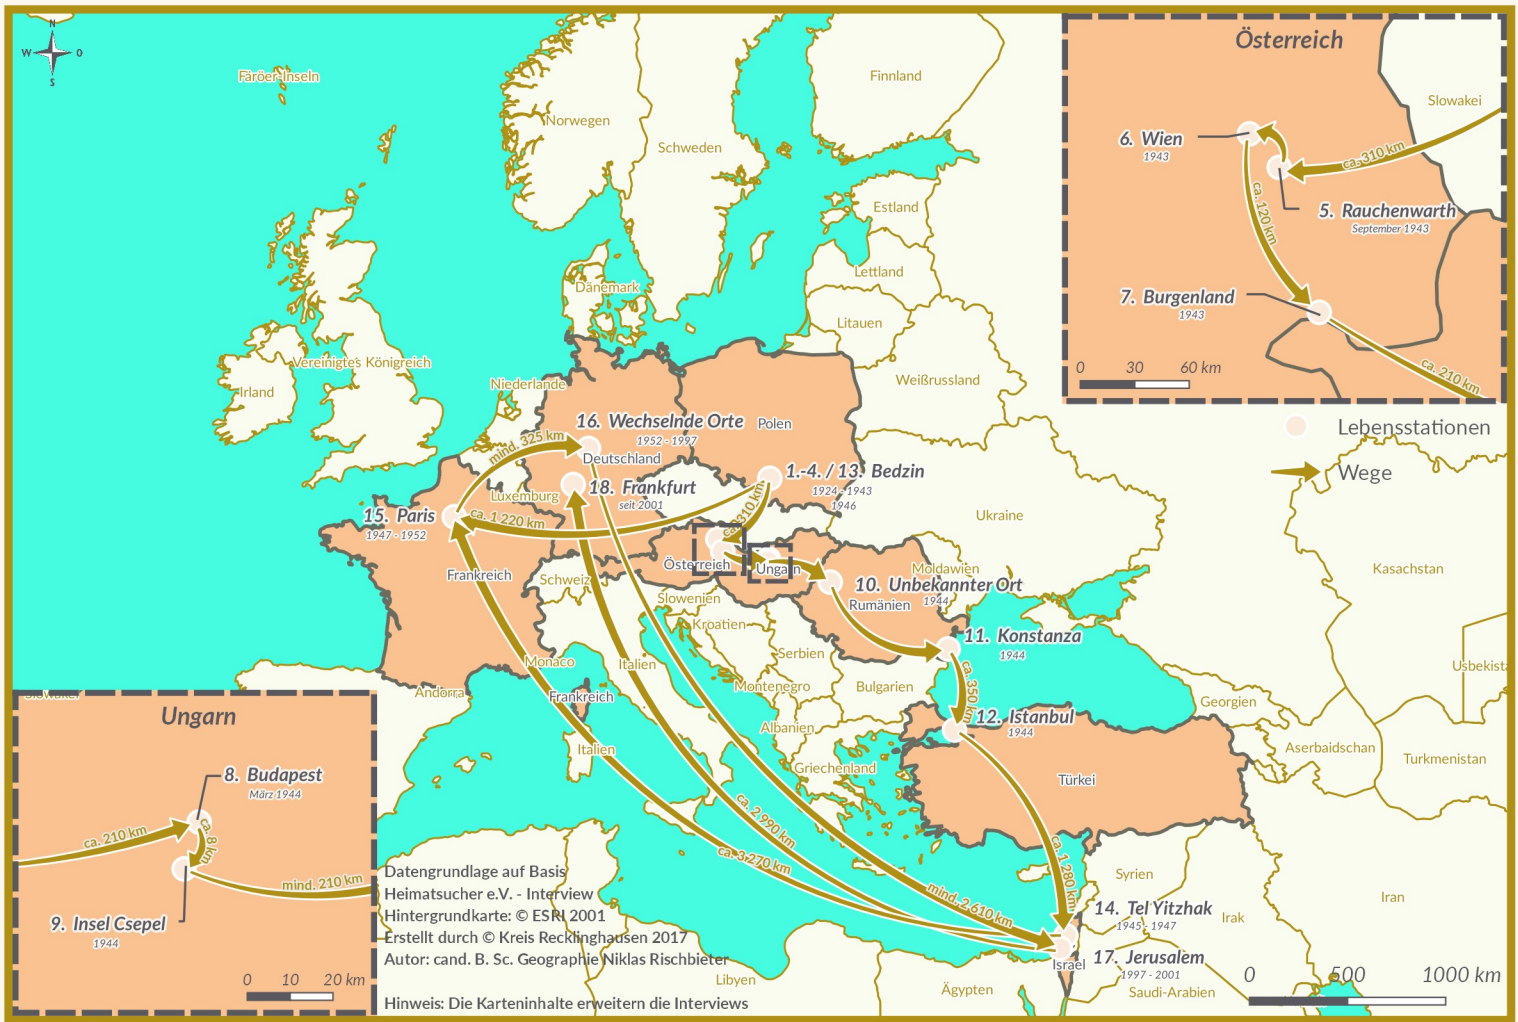 N
W
O
S
Färöer-Inseln
Norwegen
Schweden
Finnland
Estland
Lettland
Litauen
Dänemark
Vereinigtes Königreich
Irland
Niederlande
Weißrussland
Polen
Österreich
Slowakei
6. Wien
1943
ca. 310 km
ca. 120 km
5. Rauchenwarth
September 1943
7. Burgenland
1943
ca. 210 km
0 30 60 km
Lebensstationen
Wege
16. Wechselnde Orte
1952 - 1997
mind. 325 km
Deutschland
1.-4. / 13. Bedzin
1924 - 1943
1946
18. Frankfurt
seit 2001
Luxemburg
15. Paris
1947 - 1952
ca. 1 220 km
ca. 310 km
Ukraine
Kasachstan
Frankreich
Schweiz
Österreich
Ungarn
Moldawien
10. Unbekannter Ort
1944
Rumänien
Slowenien
Kroatien
11. Konstanza
1944
Serbien
Monaco
Italien
Bulgarien
ca. 350 km
Montenegro
Andorra
Frankreich
Albanien
12. Istanbul
1944
Georgien
Usbekista
Aserbaidschan
Turkmenistan
Italien
Griechenland
Türkei
ca. 2 990 km
ca. 3 270 km
mind. 2 610 km
ca. 1 280 km
Syrien
Irak
Iran
14. Tel Yitzhak
1945 - 1947
17. Jerusalem
1997 - 2001
Israel
Saudi-Arabien
Ägypten
Libyen
0 500 1000 km
Ungarn
8. Budapest
März 1944
ca. 210 km
ca. 8 km
mind. 210 km
9. Insel Csepel
1944
0 10 20 km
Datengrundlage auf Basis
Heimatsucher e.V. - Interview
Hintergrundkarte: © ESRI 2001
Erstellt durch © Kreis Recklinghausen 2017
Autor: cand. B. Sc. Geographie Niklas Rischbieter
Hinweis: Die Karteninhalte erweitern die Interviews